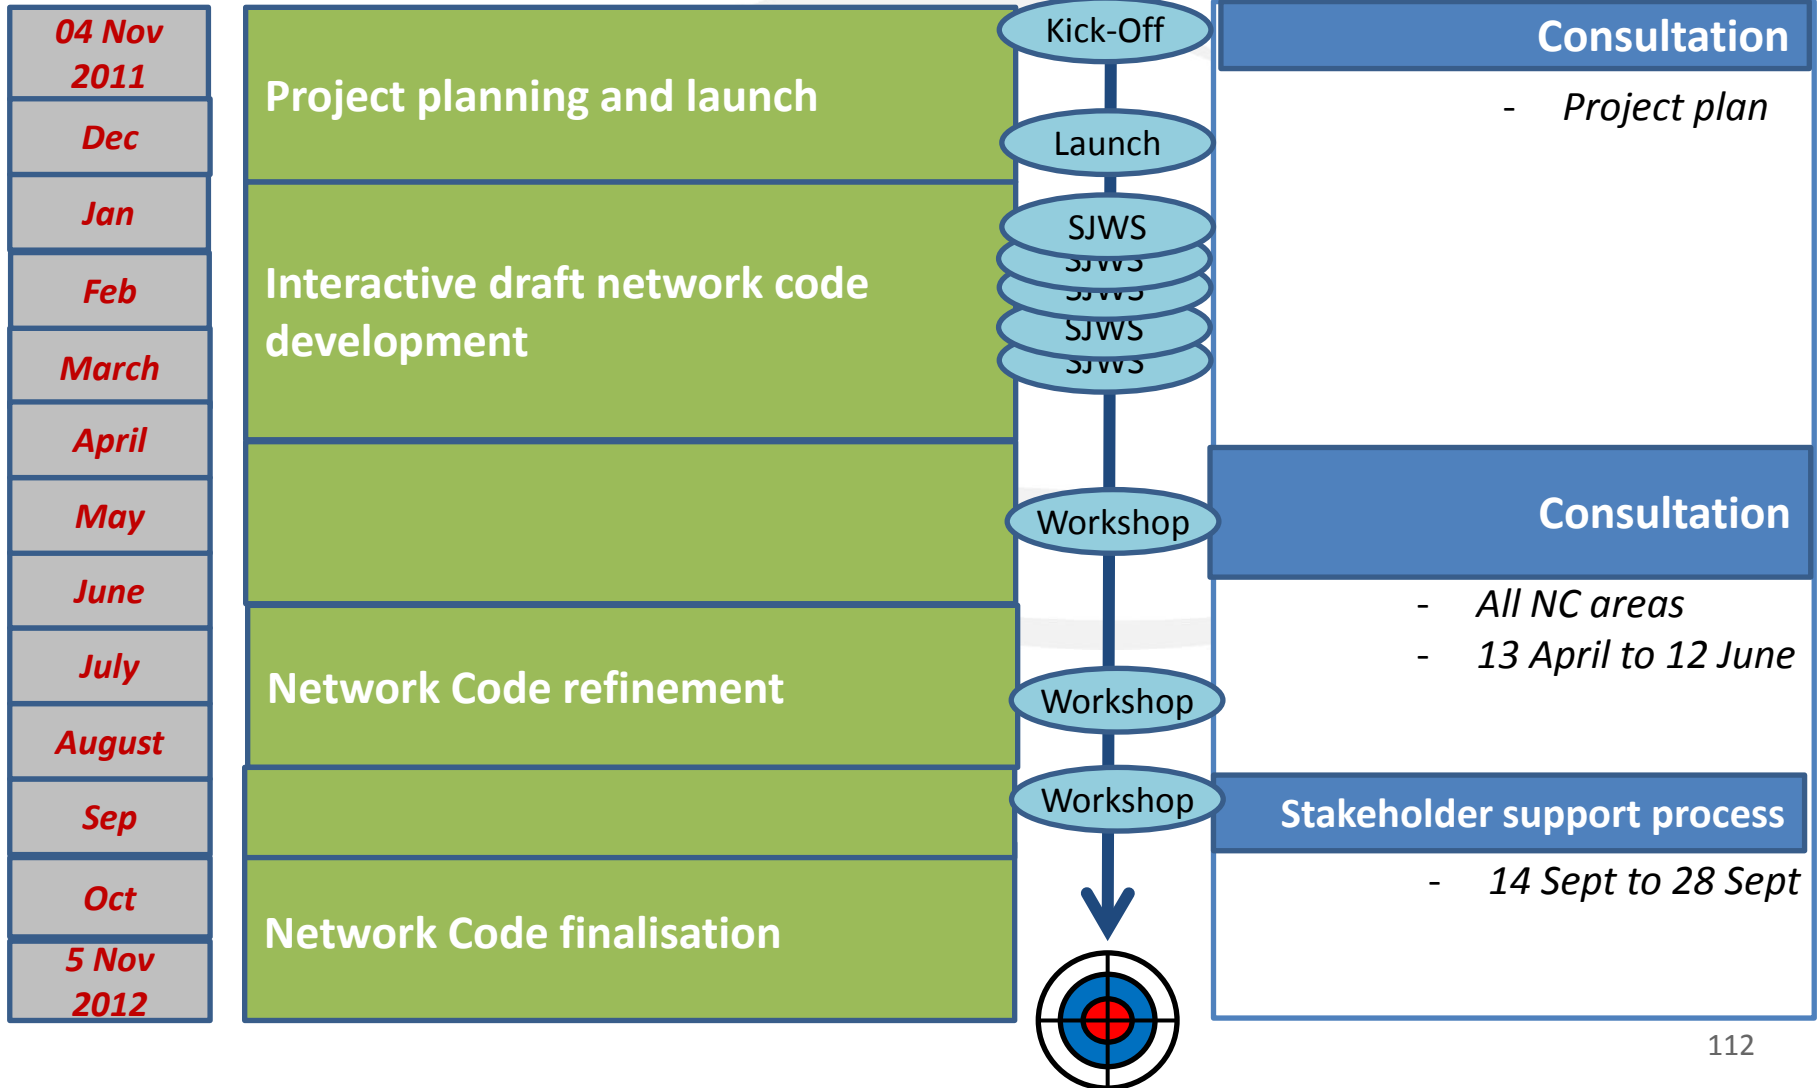 04 Nov
2011
Dec
Jan
Feb
March
April
May
June
July
August
Sep
Oct
5 Nov
2012
Project planning and launch
Interactive draft network code
development
Network Code refinement
Network Code finalisation
Kick-Off
Launch
SJWS
SJWS
SJWS
SJWS
SJWS
Workshop
Workshop
Workshop
Consultation
- Project plan
Consultation
- All NC areas
- 13 April to 12 June
Stakeholder support process
- 14 Sept to 28 Sept
112